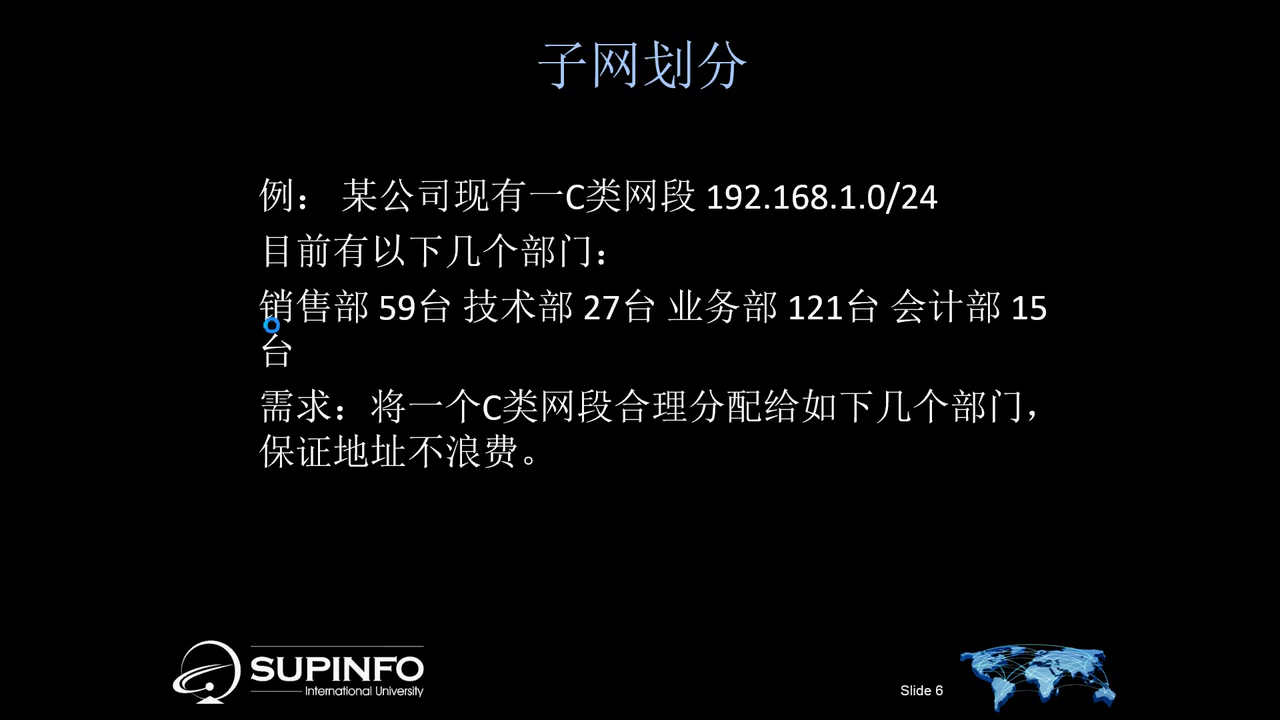 子网划分
例： 某公司现有一C类网段 192.168.1.0/24
目前有以下几个部门：
销售部 59台 技术部 27台 业务部 121台 会计部 15
台
需求：将一个C类网段合理分配给如下几个部门，
保证地址不浪费。
SUPINFO
International University
Slide 6